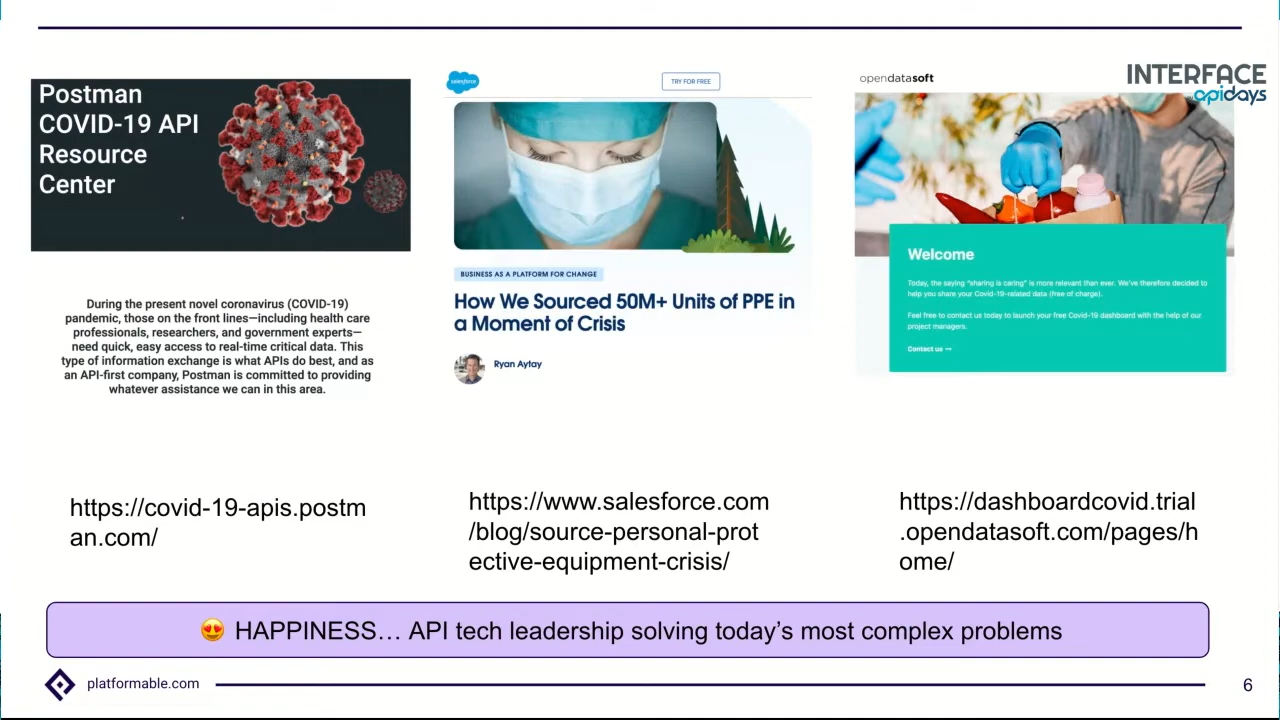 INTERFACE
apidays
Postman
COVID-19 API
Resource
Center
During the present novel coronavirus (COVID-19)
pandemic, those on the front lines—including health care
professionals, researchers, and government experts—
need quick, easy access to real-time critical data. This
type of information exchange is what APIs do best, and as
an API-first company, Postman is committed to providing
whatever assistance we can in this area.
https://covid-19-apis.postm
an.com/
salesforce
TRY FOR FREE
BUSINESS AS A PLATFORM FOR CHANGE
How We Sourced 50M+ Units of PPE in
a Moment of Crisis
Ryan Aytay
https://www.salesforce.com
/blog/source-personal-prot
ective-equipment-crisis/
opendatasoft
Welcome
Today, the saying "sharing is caring" is more relevant than ever. We've therefore decided to
help you share your Covid-19-related data (free of charge).
Feel free to contact us today to launch your free Covid-19 dashboard with the help of our
project managers.
Contact us →
https://dashboardcovid.trial
.opendatasoft.com/pages/h
ome/
😍 HAPPINESS… API tech leadership solving today's most complex problems
platformable.com
6